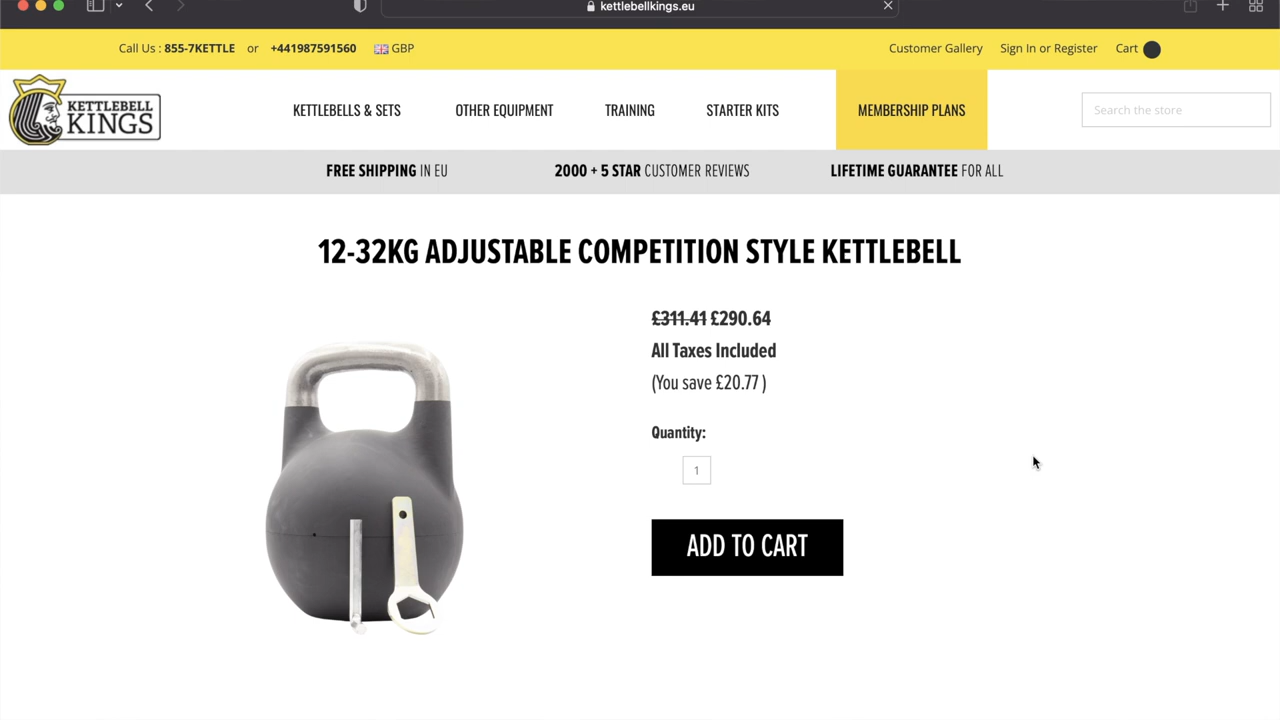 kettlebellkings.eu
Call Us : 855-7KETTLE or +441987591560 GBP
Customer Gallery Sign In or Register Cart
KETTLEBELL KINGS
KETTLEBELLS & SETS OTHER EQUIPMENT TRAINING STARTER KITS MEMBERSHIP PLANS
Search the store
FREE SHIPPING IN EU 2000 + 5 STAR CUSTOMER REVIEWS LIFETIME GUARANTEE FOR ALL
12-32KG ADJUSTABLE COMPETITION STYLE KETTLEBELL
£311.41 £290.64
All Taxes Included
(You save £20.77 )
Quantity:
1
ADD TO CART